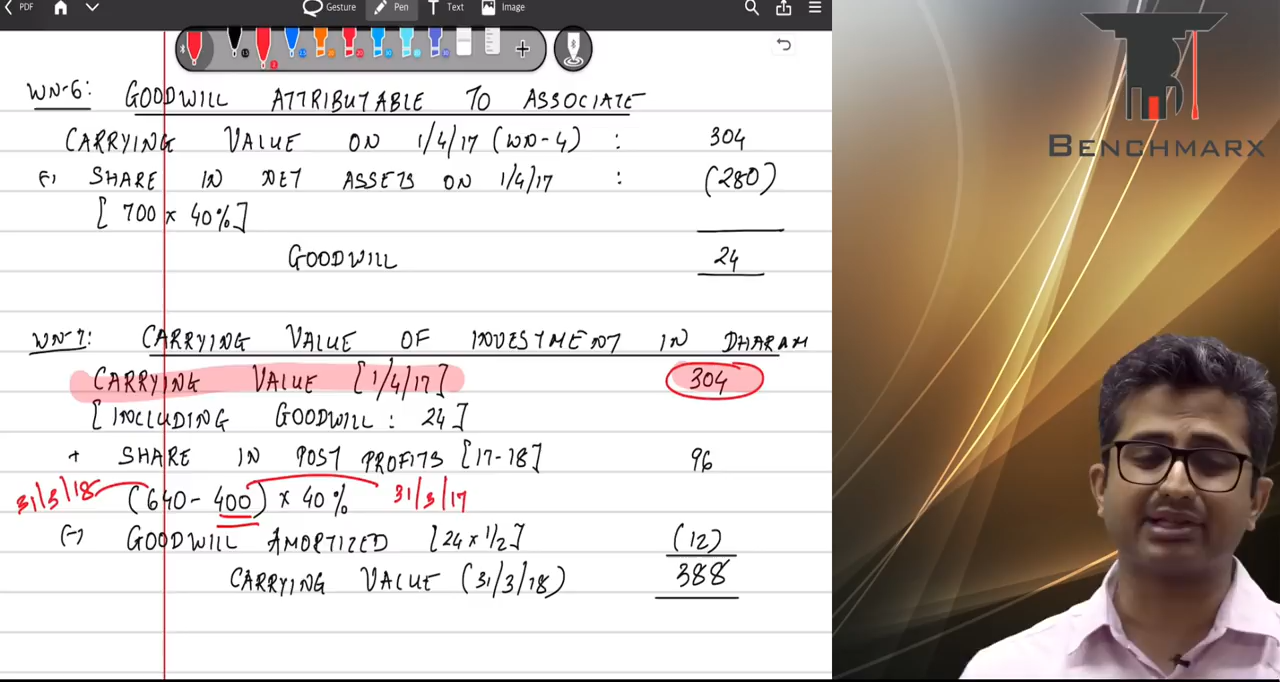 PDF Gesture Pen Text Image
WN-6: GOODWILL ATTRIBUTABLE TO ASSOCIATE
CARRYING VALUE ON 1/4/17 (WN-4) : 304
(-) SHARE IN NET ASSETS ON 1/4/17 : (280)
[700 x 40%]
GOODWILL 24
WN-7: CARRYING VALUE OF INVESTMENT IN DHARAM
CARRYING VALUE [1/4/17] 304
[INCLUDING GOODWILL : 24]
+ SHARE IN POST PROFITS [17-18] 96
31/3/18 (640-400) x 40% 31/3/17
(-) GOODWILL AMORTIZED [24 x 1/2] (12)
CARRYING VALUE (31/3/18) 388
BENCHMARX